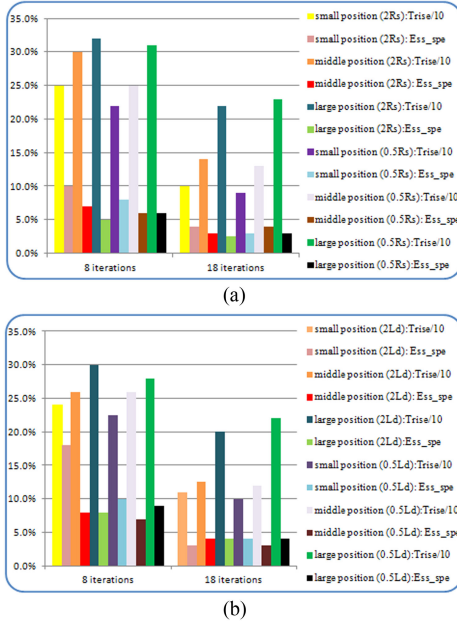 35.0%
30.0%
25.0%
20.0%
15.0%
10.0%
5.0%
0.0%
8 iterations
18 iterations
small position (2Rs):Trise/10
small position (2Rs): Ess_spe
middle position (2Rs):Trise/10
middle position (2Rs): Ess_spe
large position (2Rs):Trise/10
large position (2Rs):Ess_spe
small position (0.5Rs):Trise/10
small position (0.5Rs): Ess_spe
middle position (0.5Rs):Trise/10
middle position (0.5Rs): Ess_spe
large position (0.5Rs):Trise/10
large position (0.5Rs):Ess_spe
(a)
35.0%
30.0%
25.0%
20.0%
15.0%
10.0%
5.0%
0.0%
8 iterations
18 iterations
small position (2Ld):Trise/10
small position (2Ld): Ess_spe
middle position (2Ld):Trise/10
middle position (2Ld): Ess_spe
large position (2Ld):Trise/10
large position (2Ld):Ess_spe
small position (0.5Ld):Trise/10
small position (0.5Ld): Ess_spe
middle position (0.5Ld):Trise/10
middle position (0.5Ld): Ess_spe
large position (0.5Ld):Trise/10
large position (0.5Ld):Ess_spe
(b)